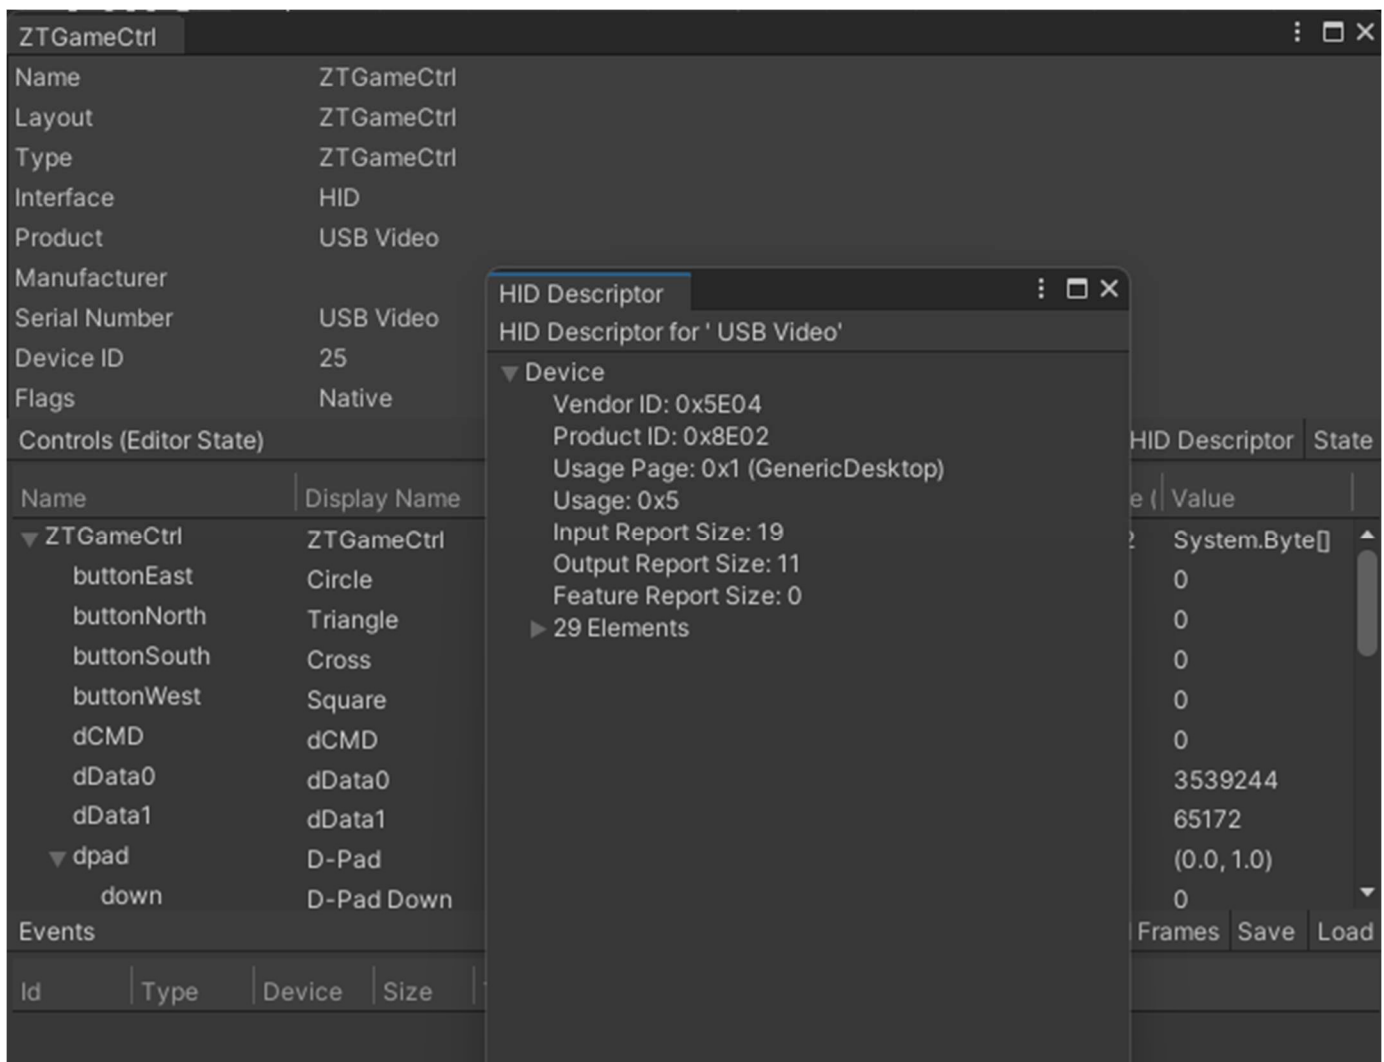 ZTGameCtrl
Name ZTGameCtrl
Layout ZTGameCtrl
Type ZTGameCtrl
Interface HID
Product USB Video
Manufacturer
Serial Number USB Video
Device ID 25
Flags Native
Controls (Editor State) HID Descriptor State
Name Display Name Value
ZTGameCtrl ZTGameCtrl System.Byte[]
buttonEast Circle 0
buttonNorth Triangle 0
buttonSouth Cross 0
buttonWest Square 0
dCMD dCMD 0
dData0 dData0 3539244
dData1 dData1 65172
dpad D-Pad (0.0, 1.0)
down D-Pad Down 0
Events Frames Save Load
Id Type Device Size
HID Descriptor
HID Descriptor for ' USB Video'
Device
Vendor ID: 0x5E04
Product ID: 0x8E02
Usage Page: 0x1 (GenericDesktop)
Usage: 0x5
Input Report Size: 19
Output Report Size: 11
Feature Report Size: 0
29 Elements